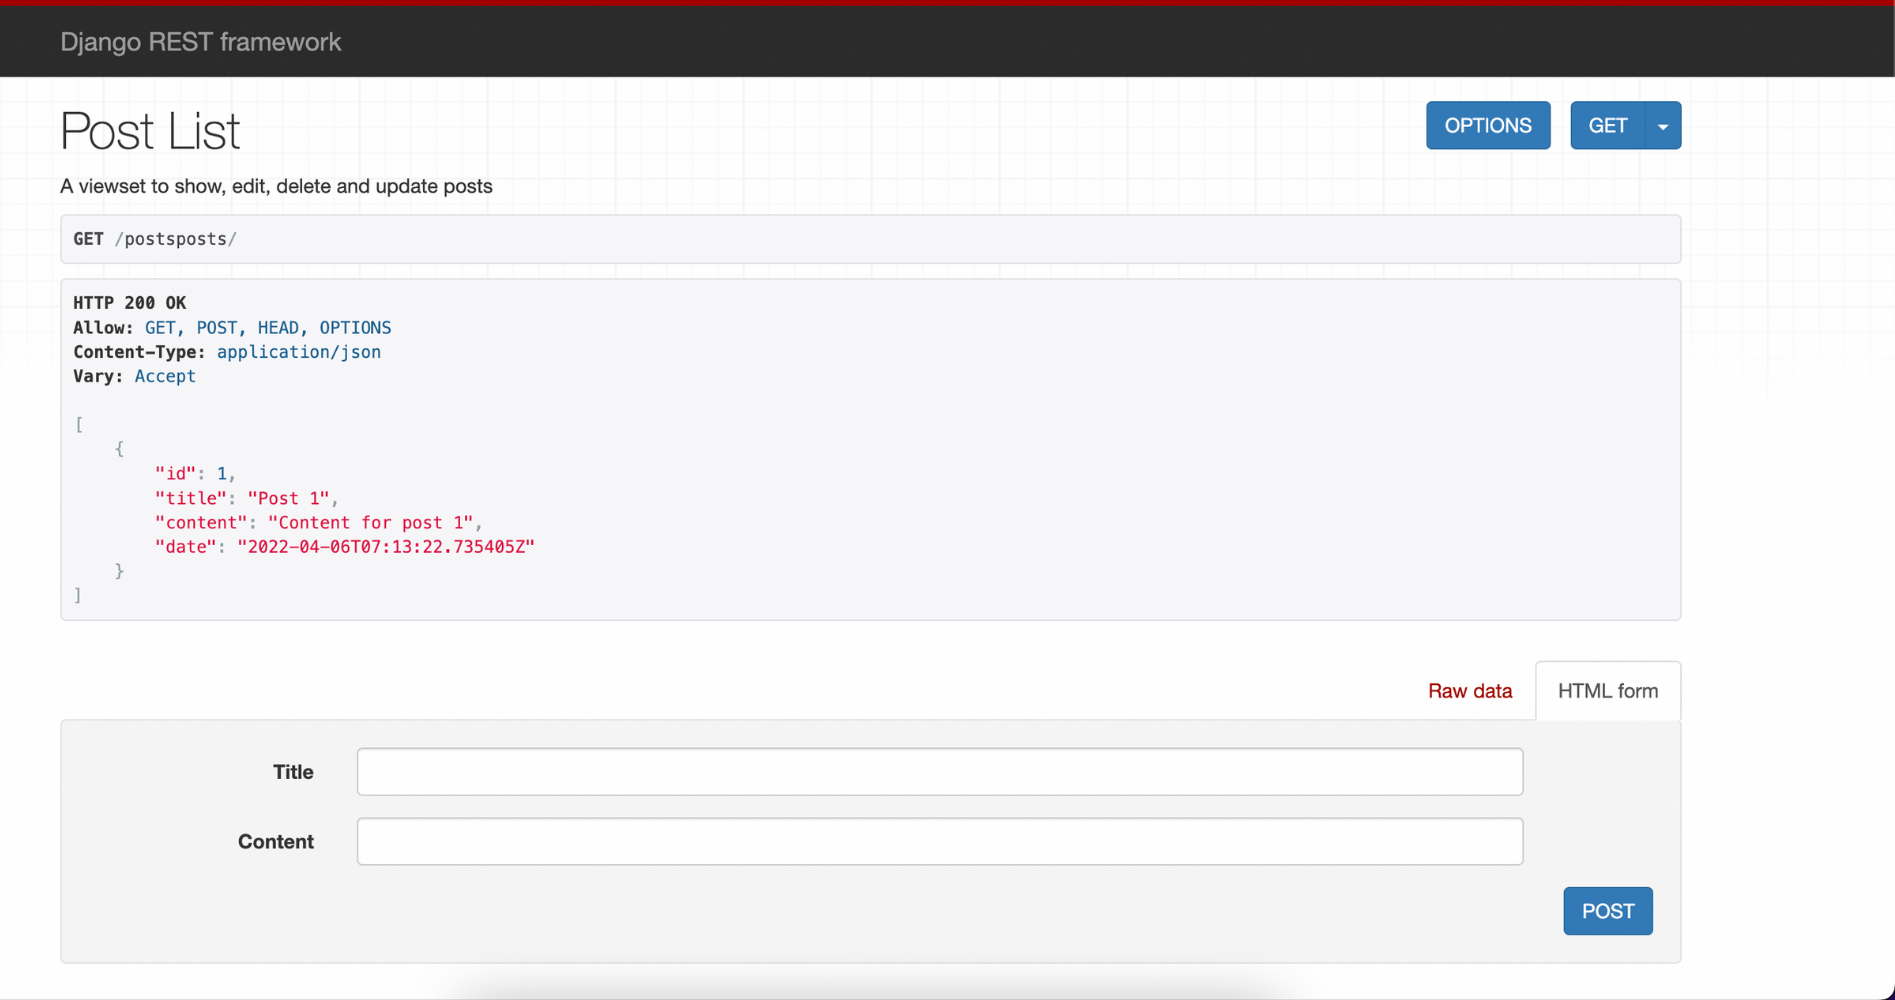 Django REST framework
Post List
OPTIONS
GET
A viewset to show, edit, delete and update posts
GET /postsposts/
HTTP 200 OK
Allow: GET, POST, HEAD, OPTIONS
Content-Type: application/json
Vary: Accept
[
    {
        "id": 1,
        "title": "Post 1",
        "content": "Content for post 1",
        "date": "2022-04-06T07:13:22.735405Z"
    }
]
Raw data
HTML form
Title
Content
POST